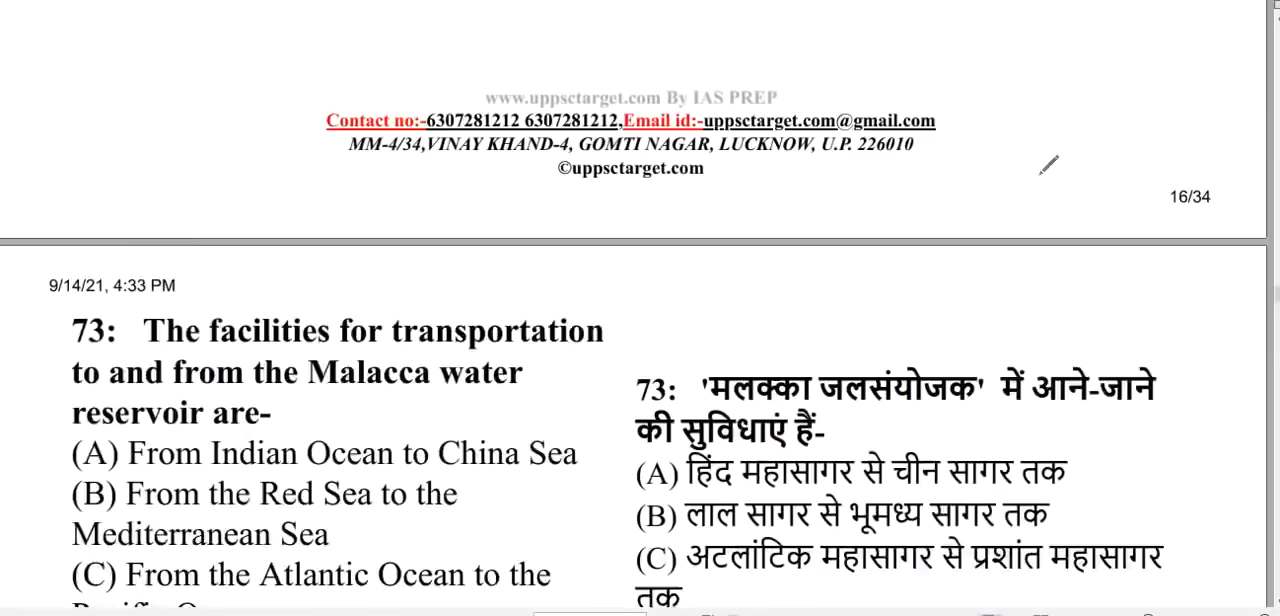 www.uppsctarget.com By IAS PREP
Contact no:-6307281212 6307281212,Email id:-uppsctarget.com@gmail.com
MM-4/34,VINAY KHAND-4, GOMTI NAGAR, LUCKNOW, U.P. 226010
©uppsctarget.com
16/34
9/14/21, 4:33 PM
73: The facilities for transportation
to and from the Malacca water
reservoir are-
(A) From Indian Ocean to China Sea
(B) From the Red Sea to the
Mediterranean Sea
(C) From the Atlantic Ocean to the
73: 'मलक्का जलसंयोजक' में आने-जाने
की सुविधाएं हैं-
(A) हिंद महासागर से चीन सागर तक
(B) लाल सागर से भूमध्य सागर तक
(C) अटलांटिक महासागर से प्रशांत महासागर
तक